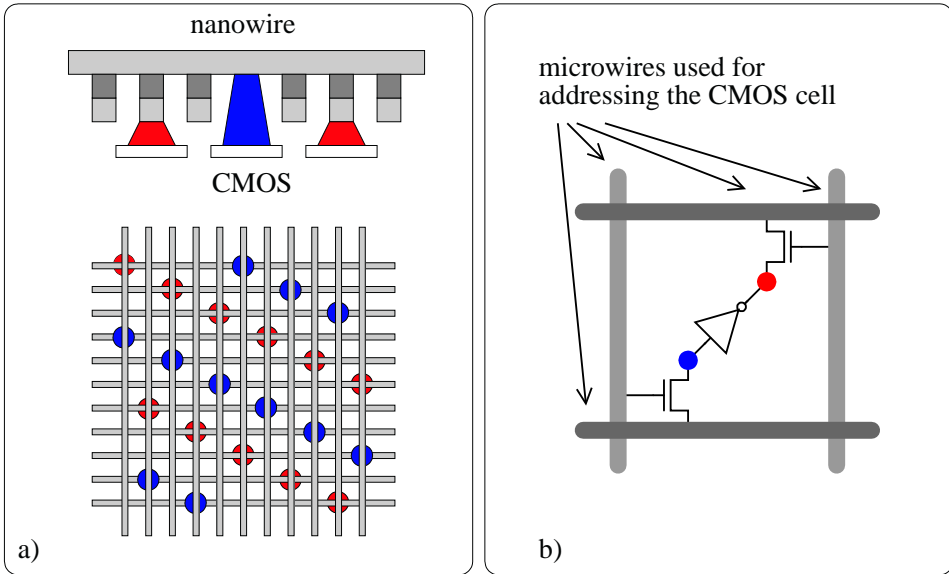 nanowire
CMOS
a)
microwires used for
addressing the CMOS cell
b)